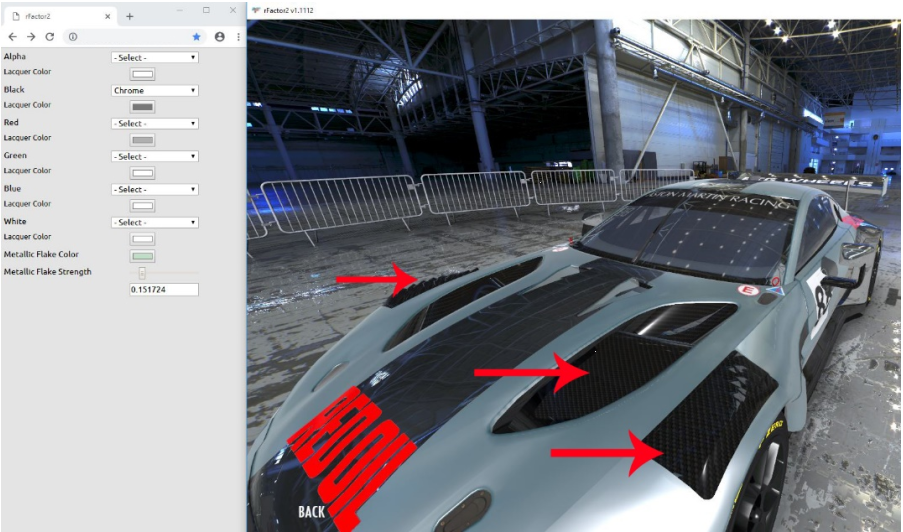 rFactor2
rFactor2 v1.1112
Alpha
- Select -
Lacquer Color
Black
Chrome
Lacquer Color
Red
- Select -
Lacquer Color
Green
- Select -
Lacquer Color
Blue
- Select -
Lacquer Color
White
- Select -
Lacquer Color
Metallic Flake Color
Metallic Flake Strength
0.151724
MARTIN RACING
E
BACK